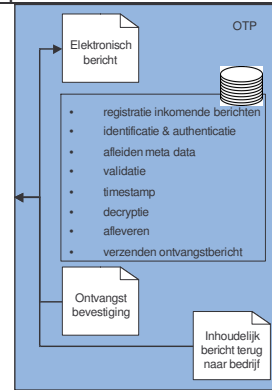 OTP
Elektronisch
bericht
• registratie inkomende berichten
• identificatie & authenticatie
• afleiden meta data
• validatie
• timestamp
• decryptie
• afleveren
• verzenden ontvangstbericht
Ontvangst
bevestiging
Inhoudelijk
bericht terug
naar bedrijf